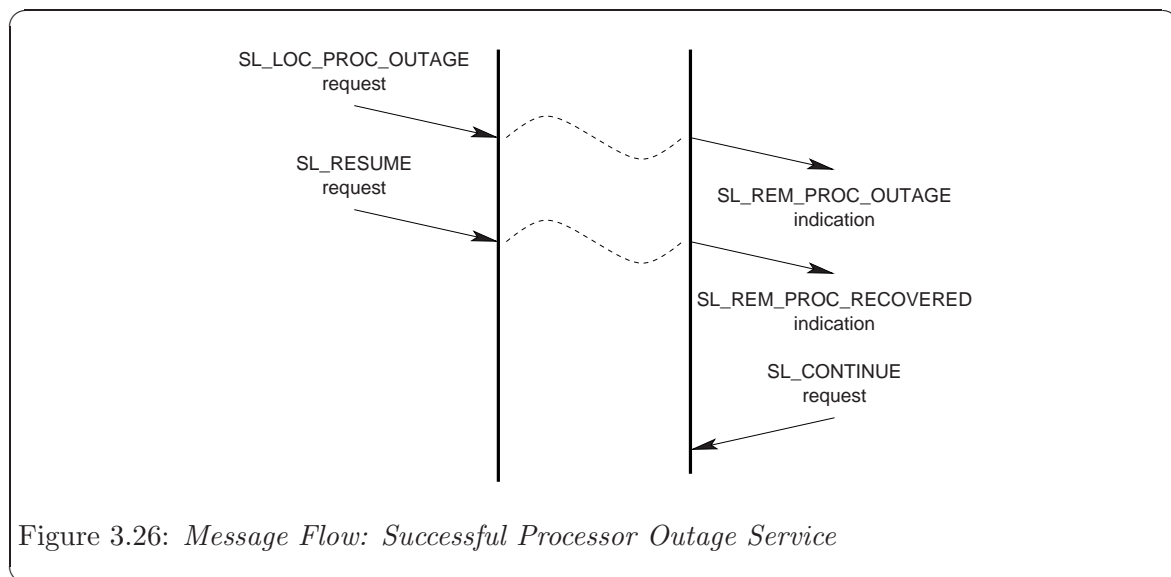 SL_LOC_PROC_OUTAGE
request
SL_RESUME
request
SL_REM_PROC_OUTAGE
indication
SL_REM_PROC_RECOVERED
indication
SL_CONTINUE
request
Figure 3.26: Message Flow: Successful Processor Outage Service